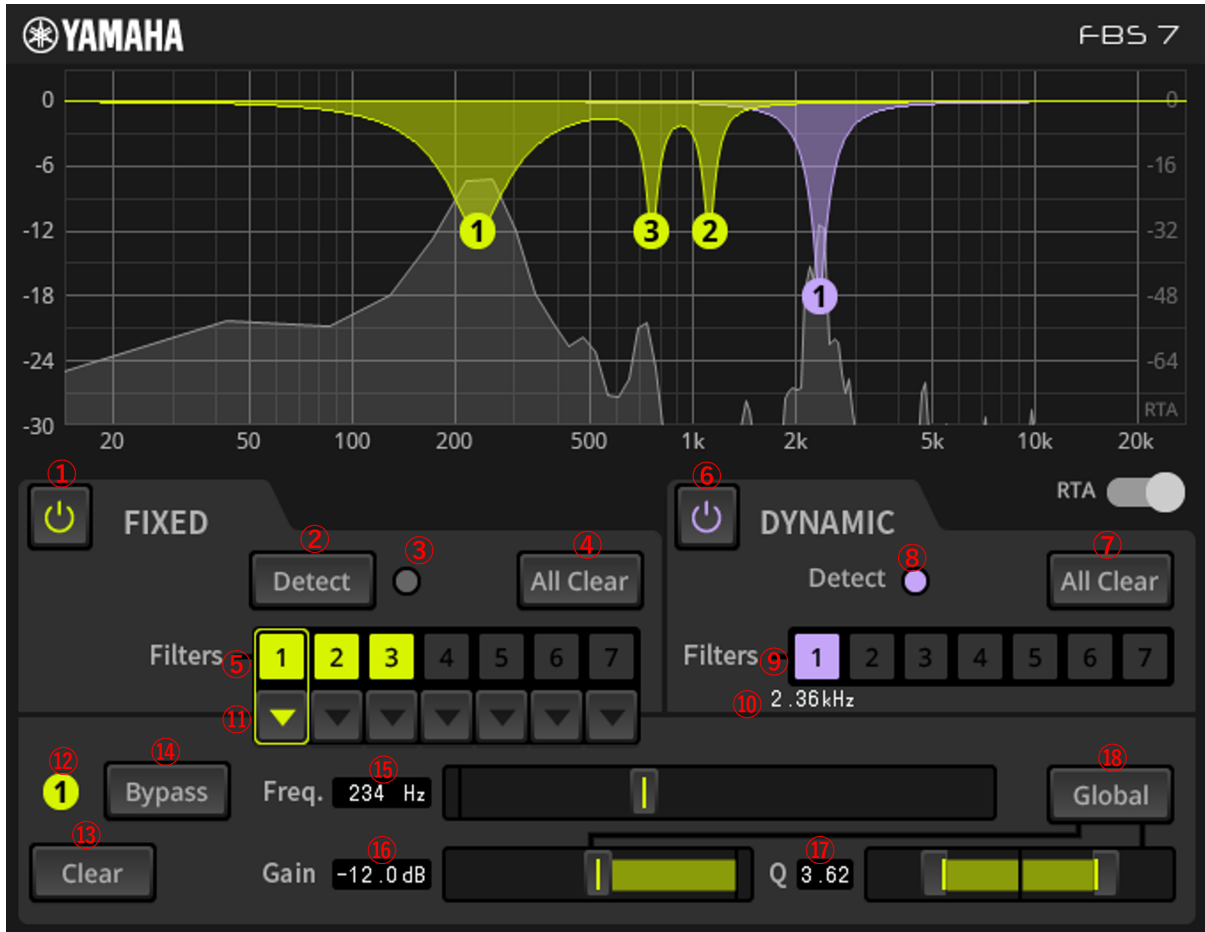 YAMAHA FBS 7
0 0
-6 -16
-12 1 3 2 -32
-18 1 -48
-24 -64
-30 RTA
20 50 100 200 500 1k 2k 5k 10k 20k
① ⑥ RTA
FIXED DYNAMIC
② ③ ④ ⑧ ⑦
Detect All Clear Detect All Clear
Filters ⑤ 1 2 3 4 5 6 7 Filters ⑨ 1 2 3 4 5 6 7
⑪ ⑩ 2.36kHz
⑫ ⑭ ⑮ ⑱
1 Bypass Freq. 234 Hz Global
⑬ ⑯ ⑰
Clear Gain -12.0dB Q 3.62